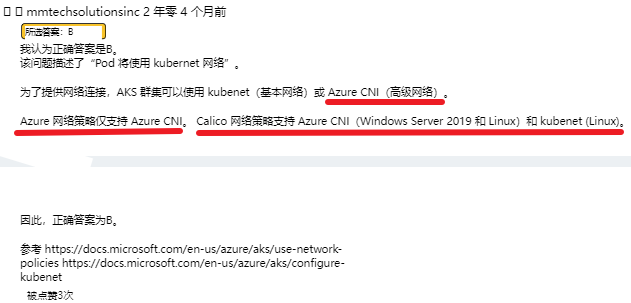 mmtechsolutionsinc 2 年零 4 个月前
所选答案：B
我认为正确答案是B。
该问题描述了“Pod 将使用 kubernet 网络”。
为了提供网络连接，AKS 群集可以使用 kubenet（基本网络）或 Azure CNI（高级网络）。
Azure 网络策略仅支持 Azure CNI。 Calico 网络策略支持 Azure CNI（Windows Server 2019 和 Linux）和 kubenet (Linux)。
因此，正确答案为B。
参考 https://docs.microsoft.com/en-us/azure/aks/use-network-
policies https://docs.microsoft.com/en-us/azure/aks/configure-
kubenet
被点赞3次